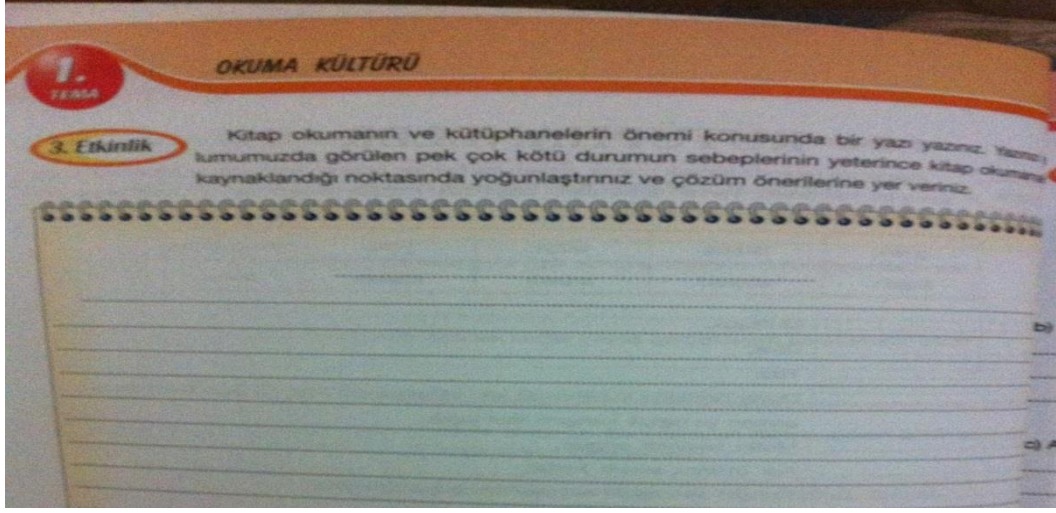 1.
TEMA
OKUMA KÜLTÜRÜ
3. Etkinlik
Kitap okumanın ve kütüphanelerin önemi konusunda bir yazı yazınız.
lumumuzda görülen pek çok kötü durumun sebeplerinin yeterince kitap
kaynaklandığı noktasında yoğunlaştırınız ve çözüm önerilerine yer veriniz.
b)
c) A